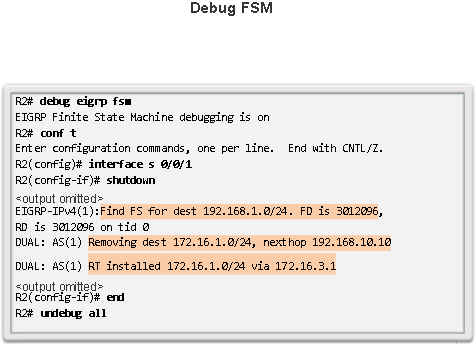 Debug FSM
R2# debug eigrp fsm
EIGRP Finite State Machine debugging is on
R2# conf t
Enter configuration commands, one per line. End with CNTL/Z.
R2(config)# interface s 0/0/1
R2(config-if)# shutdown
<output omitted>
EIGRP-IPv4(1):Find FS for dest 192.168.1.0/24. FD is 3012096,
RD is 3012096 on tid 0
DUAL: AS(1) Removing dest 172.16.1.0/24, nexthop 192.168.10.10
DUAL: AS(1) RT installed 172.16.1.0/24 via 172.16.3.1
<output omitted>
R2(config-if)# end
R2# undebug all